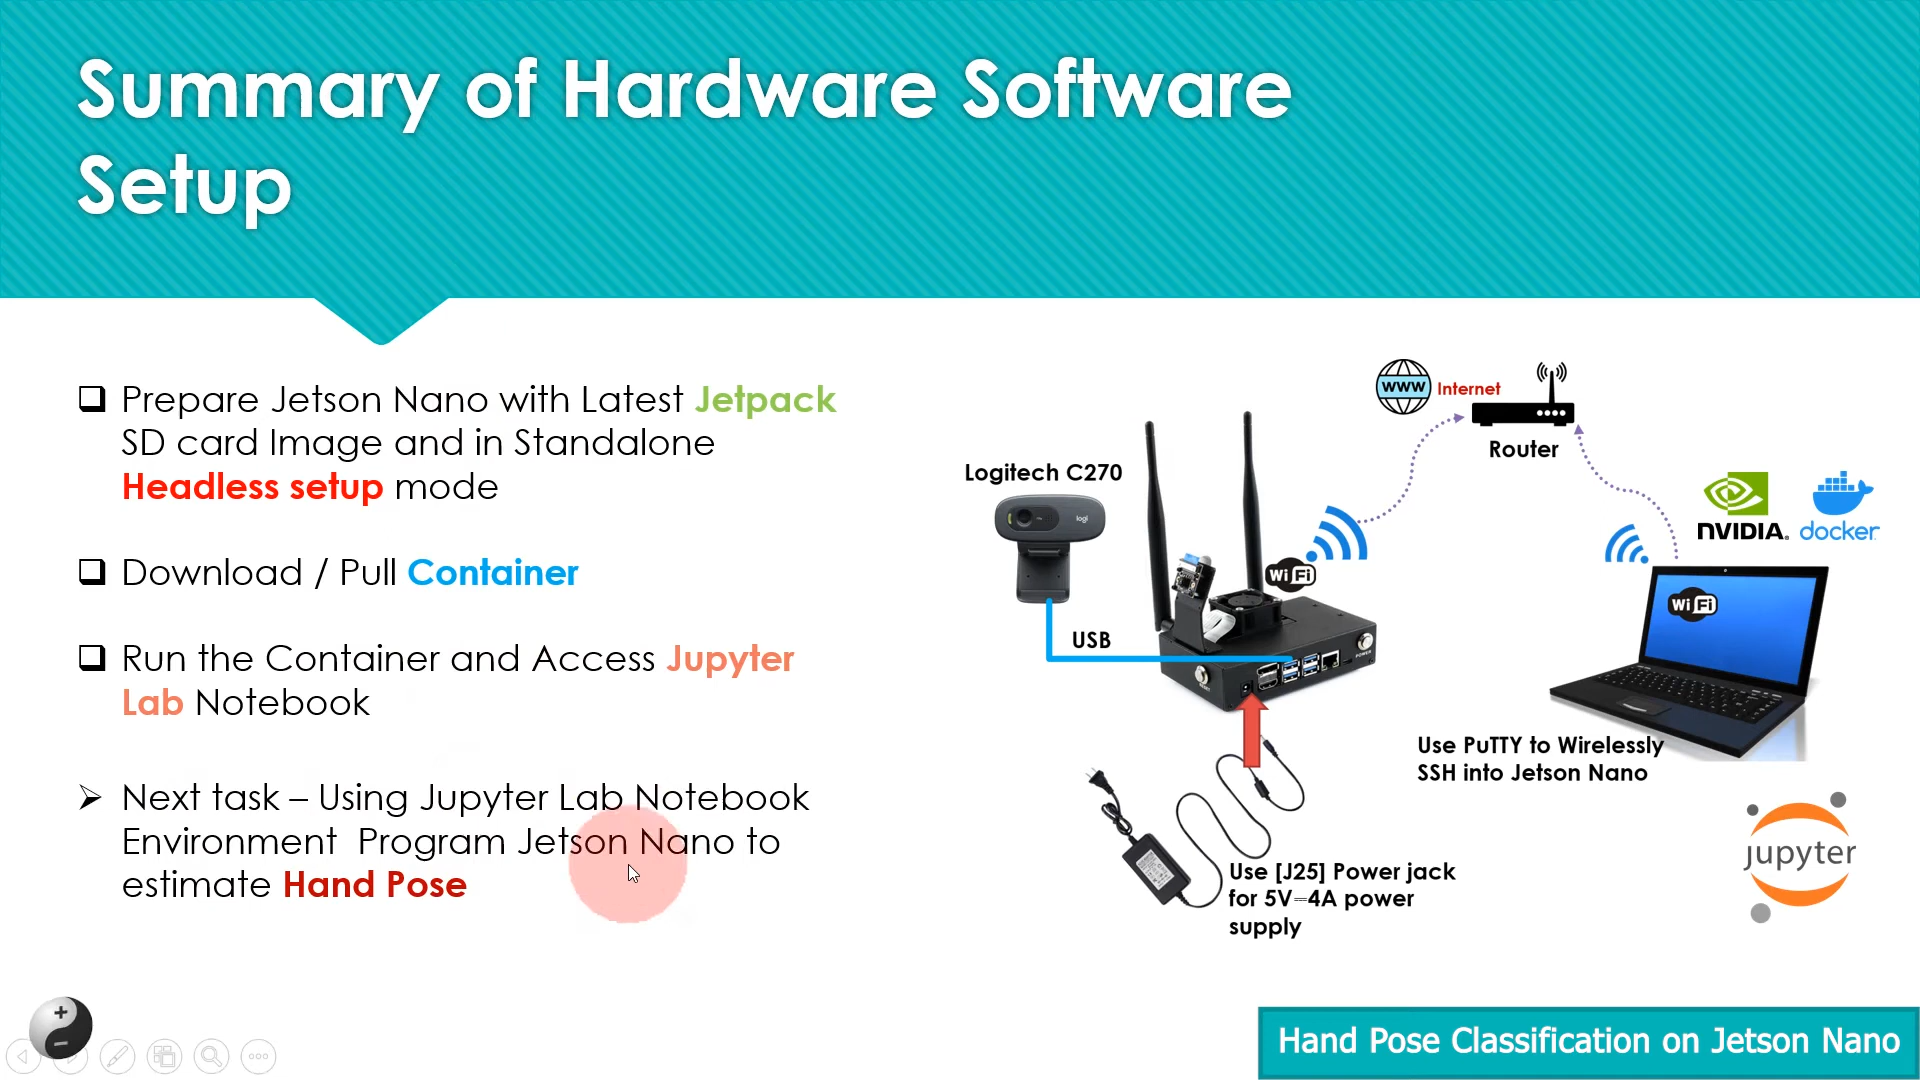 Summary of Hardware Software
Setup
Prepare Jetson Nano with Latest Jetpack
SD card Image and in Standalone
Headless setup mode
Download / Pull Container
Run the Container and Access Jupyter
Lab Notebook
Next task – Using Jupyter Lab Notebook
Environment  Program Jetson Nano to
estimate Hand Pose
www Internet
Router
Logitech C270
logi
NVIDIA. docker
Wi Fi
Wi Fi
USB
POWER
RESET
Use PuTTY to Wirelessly
SSH into Jetson Nano
jupyter
Use [J25] Power jack
for 5V⎓4A power
supply
Hand Pose Classification on Jetson Nano